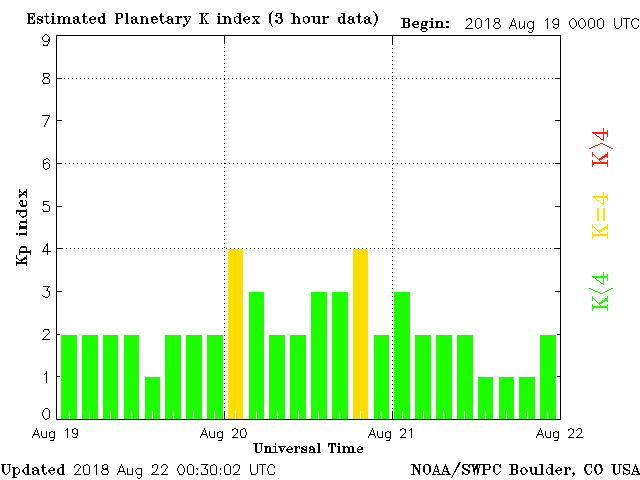 Estimated Planetary K index (3 hour data) Begin: 2018 Aug 19 0000 UTC
9
8
7
6
5
4
3
2
1
0
Kp index
K>4
K=4
K<4
Aug 19 Aug 20 Aug 21 Aug 22
Universal Time
Updated 2018 Aug 22 00:30:02 UTC NOAA/SWPC Boulder, CO USA